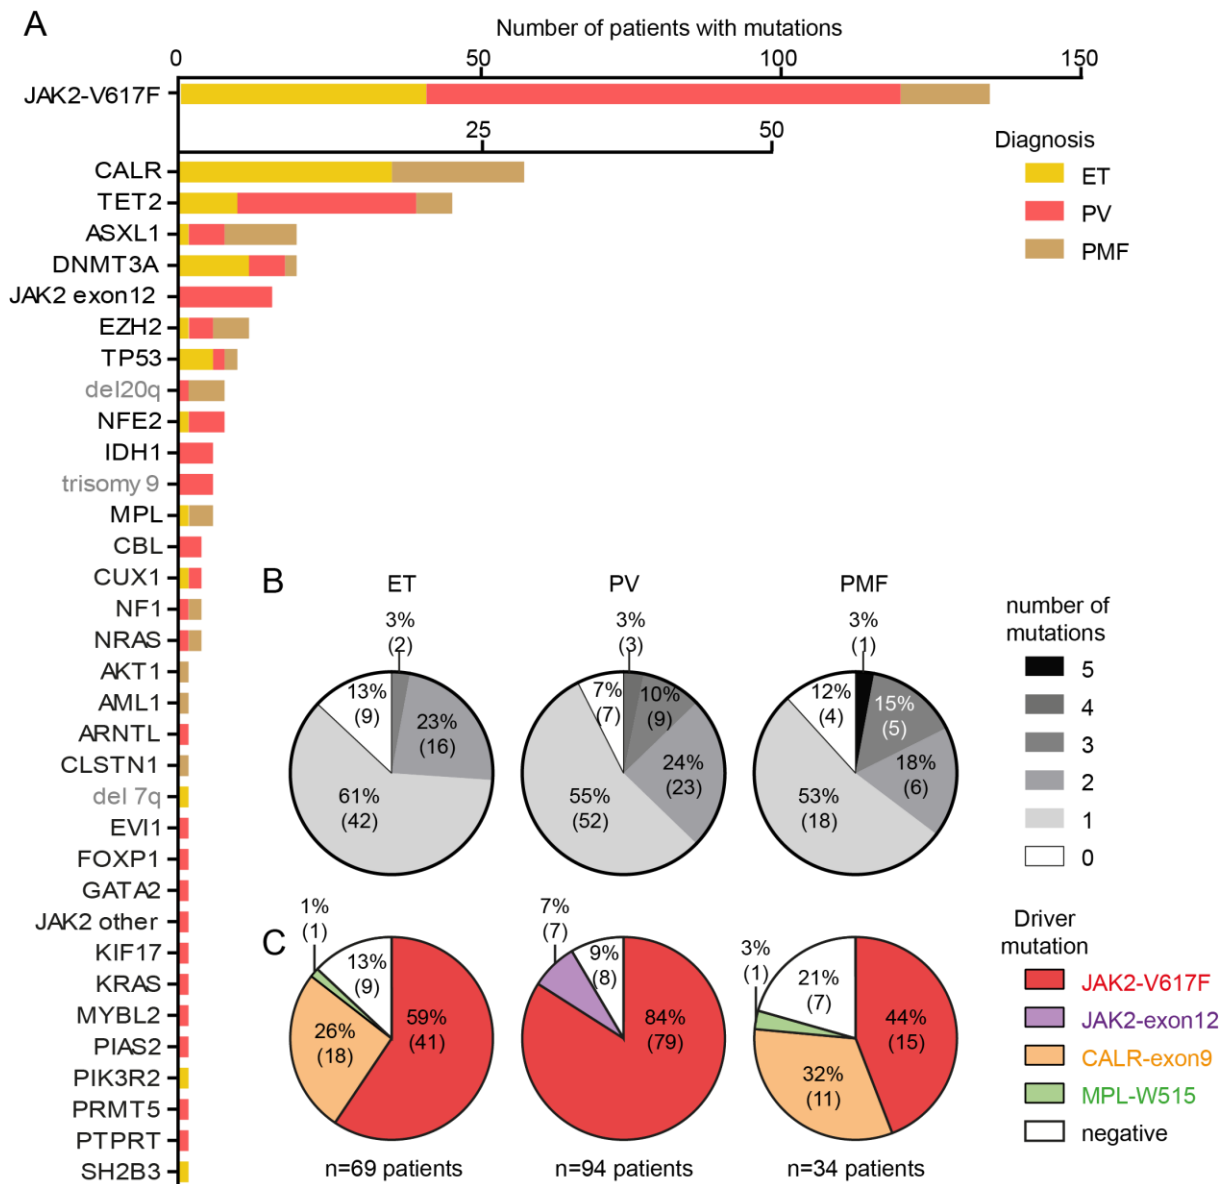 A
Number of patients with mutations
0 50 100 150
JAK2-V617F
25 50
Diagnosis
ET
PV
PMF
CALR
TET2
ASXL1
DNMT3A
JAK2 exon12
EZH2
TP53
del20q
NFE2
IDH1
trisomy 9
MPL
CBL
CUX1
NF1
NRAS
AKT1
AML1
ARNTL
CLSTN1
del 7q
EVI1
FOXP1
GATA2
JAK2 other
KIF17
KRAS
MYBL2
PIAS2
PIK3R2
PRMT5
PTPRT
SH2B3
B
ET PV PMF
3%
(2)
13%
(9)
23%
(16)
61%
(42)
3%
(3)
7%
(7)
10%
(9)
24%
(23)
55%
(52)
3%
(1)
12%
(4)
15%
(5)
18%
(6)
53%
(18)
number of
mutations
5
4
3
2
1
0
C
1%
(1)
13%
(9)
59%
(41)
26%
(18)
7%
(7)
9%
(8)
84%
(79)
3%
(1)
21%
(7)
44%
(15)
32%
(11)
n=69 patients n=94 patients n=34 patients
Driver
mutation
JAK2-V617F
JAK2-exon12
CALR-exon9
MPL-W515
negative